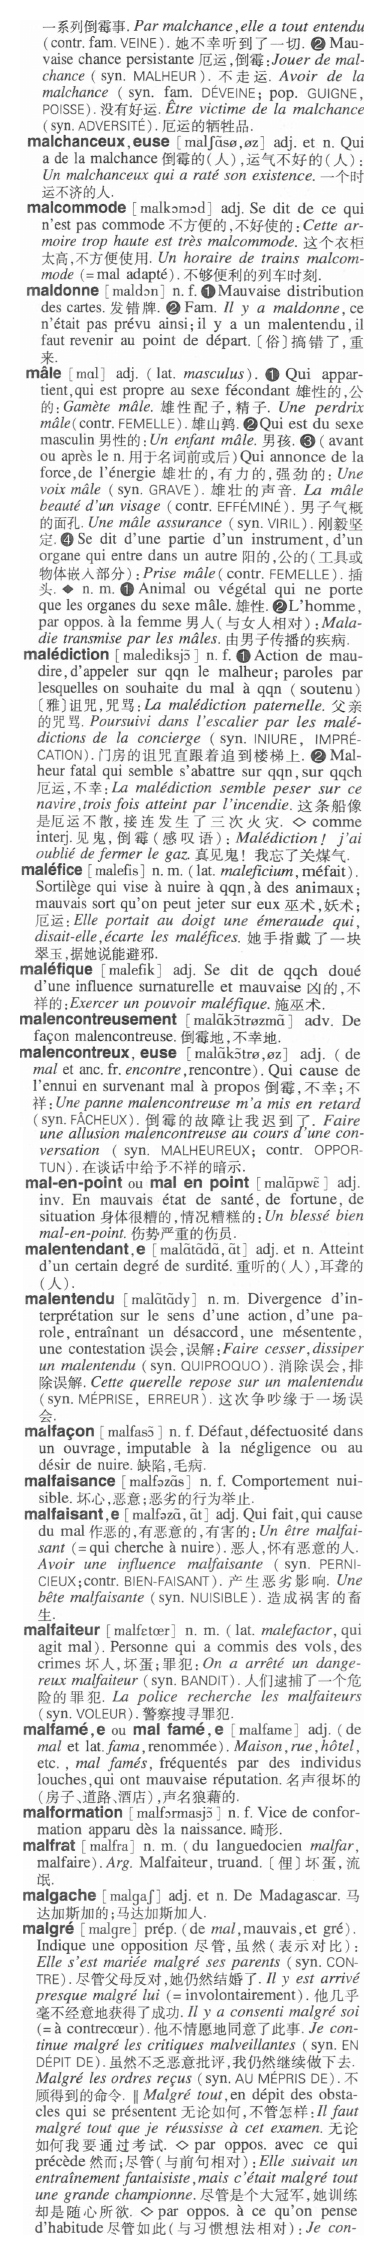 一系列倒霉事. Par malchance, elle a tout entendu
(contr. fam. VEINE). 她不幸听到了一切. ❷ Mau-
vaise chance persistante 厄运,倒霉: Jouer de mal-
chance (syn. MALHEUR). 不走运. Avoir de la
malchance (syn. fam. DÉVEINE; pop. GUIGNE,
POISSE). 没有好运. Être victime de la malchance
(syn. ADVERSITÉ). 厄运的牺牲品.
malchanceux, euse [malʃɑ̃sø, øz] adj. et n. Qui
a de la malchance 倒霉的(人),运气不好的(人):
Un malchanceux qui a raté son existence. 一个时
运不济的人.
malcommode [malkɔmɔd] adj. Se dit de ce qui
n'est pas commode 不方便的,不好使的: Cette ar-
moire trop haute est très malcommode. 这个衣柜
太高,不方便使用. Un horaire de trains malcom-
mode (= mal adapté). 不够便利的列车时刻.
maldonne [maldɔn] n. f. ❶ Mauvaise distribution
des cartes. 发错牌. ❷ Fam. Il y a maldonne, ce
n'était pas prévu ainsi; il y a un malentendu, il
faut revenir au point de départ. 〔俗〕搞错了,重
来.
mâle [mɑl] adj. (lat. masculus). ❶ Qui appar-
tient, qui est propre au sexe fécondant 雄性的,公
的: Gamète mâle. 雄性配子,精子. Une perdrix
mâle (contr. FEMELLE). 雄山鹑. ❷ Qui est du sexe
masculin 男性的: Un enfant mâle. 男孩. ❸ (avant
ou après le n. 用于名词前或后) Qui annonce de la
force, de l'énergie 雄壮的,有力的,强劲的: Une
voix mâle (syn. GRAVE). 雄壮的声音. La mâle
beauté d'un visage (contr. EFFÉMINÉ). 男子气概
的面孔. Une mâle assurance (syn. VIRIL). 刚毅坚
定. ❹ Se dit d'une partie d'un instrument, d'un
organe qui entre dans un autre 阳的,公的(工具或
物体嵌入部分): Prise mâle (contr. FEMELLE). 插
头. ◆ n. m. ❶ Animal ou végétal qui ne porte
que les organes du sexe mâle. 雄性. ❷ L'homme,
par oppos. à la femme 男人(与女人相对): Mala-
die transmise par les mâles. 由男子传播的疾病.
malédiction [malediksjɔ̃] n. f. ❶ Action de mau-
dire, d'appeler sur qqn le malheur; paroles par
lesquelles on souhaite du mal à qqn (soutenu)
〔雅〕诅咒,咒骂: La malédiction paternelle. 父亲
的咒骂. Poursuivi dans l'escalier par les malé-
dictions de la concierge (syn. INIURE, IMPRÉ-
CATION). 门房的诅咒直跟着追到楼梯上. ❷ Mal-
heur fatal qui semble s'abattre sur qqn, sur qqch
厄运,不幸: La malédiction semble peser sur ce
navire, trois fois atteint par l'incendie. 这条船像
是厄运不散,接连发生了三次火灾. ◇ comme
interj. 见鬼,倒霉(感叹语): Malédiction! j'ai
oublié de fermer le gaz. 真见鬼! 我忘了关煤气.
maléfice [malefis] n. m. (lat. maleficium, méfait).
Sortilège qui vise à nuire à qqn, à des animaux;
mauvais sort qu'on peut jeter sur eux 巫术,妖术;
厄运: Elle portait au doigt une émeraude qui,
disait-elle, écarte les maléfices. 她手指戴了一块
翠玉,据她说能避邪.
maléfique [malefik] adj. Se dit de qqch doué
d'une influence surnaturelle et mauvaise 凶的,不
祥的: Exercer un pouvoir maléfique. 施巫术.
malencontreusement [malɑ̃kɔ̃trøzmɑ̃] adv. De
façon malencontreuse. 倒霉地,不幸地.
malencontreux, euse [malɑ̃kɔ̃trø, øz] adj. (de
mal et anc. fr. encontre, rencontre). Qui cause de
l'ennui en survenant mal à propos 倒霉,不幸;不
祥: Une panne malencontreuse m'a mis en retard
(syn. FÂCHEUX). 倒霉的故障让我迟到了. Faire
une allusion malencontreuse au cours d'une con-
versation (syn. MALHEUREUX; contr. OPPOR-
TUN). 在谈话中给予不祥的暗示.
mal-en-point ou mal en point [malɑ̃pwɛ̃] adj.
inv. En mauvais état de santé, de fortune, de
situation 身体很糟的,情况糟糕的: Un blessé bien
mal-en-point. 伤势严重的伤员.
malentendant, e [malɑ̃tɑ̃dɑ̃, ɑ̃t] adj. et n. Atteint
d'un certain degré de surdité. 重听的(人),耳聋的
(人).
malentendu [malɑ̃tɑ̃dy] n. m. Divergence d'in-
terprétation sur le sens d'une action, d'une pa-
role, entraînant un désaccord, une mésentente,
une contestation 误会,误解: Faire cesser, dissiper
un malentendu (syn. QUIPROQUO). 消除误会,排
除误解. Cette querelle repose sur un malentendu
(syn. MÉPRISE, ERREUR). 这次争吵缘于一场误
会.
malfaçon [malfasɔ̃] n. f. Défaut, défectuosité dans
un ouvrage, imputable à la négligence ou au
désir de nuire. 缺陷,毛病.
malfaisance [malfəzɑ̃s] n. f. Comportement nui-
sible. 坏心,恶意;恶劣的行为举止.
malfaisant, e [malfəzɑ̃, ɑ̃t] adj. Qui fait, qui cause
du mal 作恶的,有恶意的,有害的: Un être malfai-
sant (= qui cherche à nuire). 恶人,怀有恶意的人.
Avoir une influence malfaisante (syn. PERNI-
CIEUX; contr. BIEN-FAISANT). 产生恶劣影响. Une
bête malfaisante (syn. NUISIBLE). 造成祸害的畜
生.
malfaiteur [malfɛtœr] n. m. (lat. malefactor, qui
agit mal). Personne qui a commis des vols, des
crimes 坏人,坏蛋;罪犯: On a arrêté un dange-
reux malfaiteur (syn. BANDIT). 人们逮捕了一个危
险的罪犯. La police recherche les malfaiteurs
(syn. VOLEUR). 警察搜寻罪犯.
malfamé, e ou mal famé, e [malfame] adj. (de
mal et lat. fama, renommée). Maison, rue, hôtel,
etc., mal famés, fréquentés par des individus
louches, qui ont mauvaise réputation. 名声很坏的
(房子、道路、酒店),声名狼藉的.
malformation [malfɔrmasjɔ̃] n. f. Vice de confor-
mation apparu dès la naissance. 畸形.
malfrat [malfra] n. m. (du languedocien malfar,
malfaire). Arg. Malfaiteur, truand. 〔俚〕坏蛋,流
氓.
malgache [malgaʃ] adj. et n. De Madagascar. 马
达加斯加的;马达加斯加人.
malgré [malgre] prép. (de mal, mauvais, et gré).
Indique une opposition 尽管,虽然(表示对比):
Elle s'est mariée malgré ses parents (syn. CON-
TRE). 尽管父母反对,她仍然结婚了. Il y est arrivé
presque malgré lui (= involontairement). 他几乎
毫不经意地获得了成功. Il y a consenti malgré soi
(= à contrecœur). 他不情愿地同意了此事. Je con-
tinue malgré les critiques malveillantes (syn. EN
DÉPIT DE). 虽然不乏恶意批评,我仍然继续做下去.
Malgré les ordres reçus (syn. AU MÉPRIS DE). 不
顾得到的命令. ‖ Malgré tout, en dépit des obsta-
cles qui se présentent 无论如何,不管怎样: Il faut
malgré tout que je réussisse à cet examen. 无论
如何我要通过考试. ◇ par oppos. avec ce qui
précède 然而;尽管(与前句相对): Elle suivait un
entraînement fantaisiste, mais c'était malgré tout
une grande championne. 尽管是个大冠军,她训练
却是随心所欲. ◇ par oppos. à ce qu'on pense
d'habitude 尽管如此(与习惯想法相对): Je con-